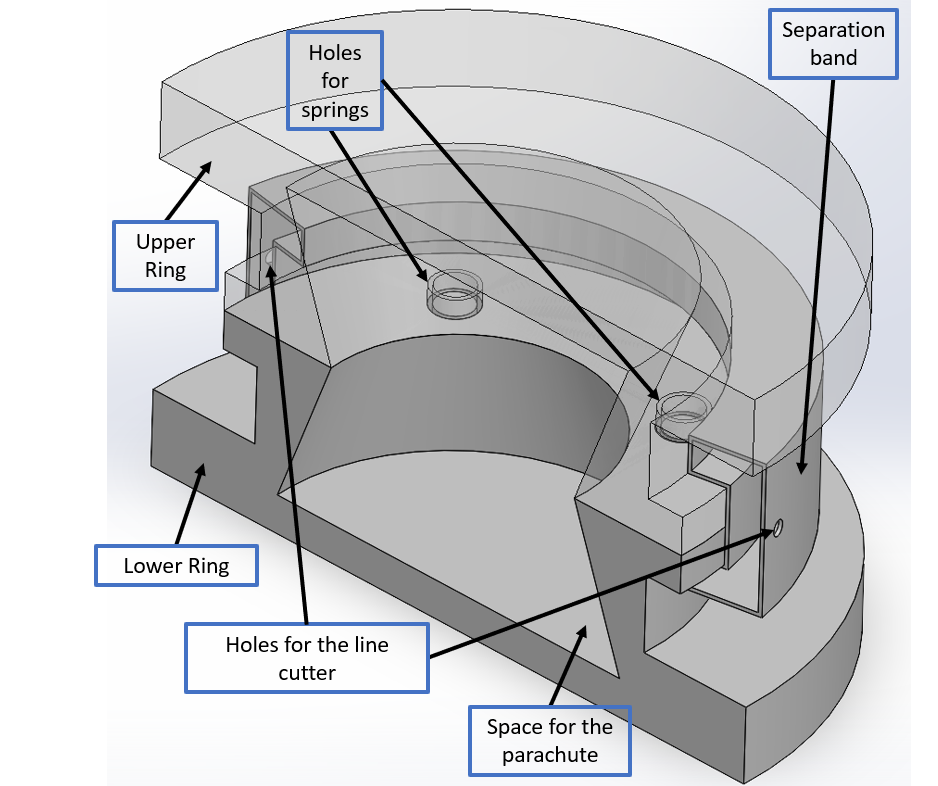 Holes
for
springs
Separation
band
Upper
Ring
Lower Ring
Holes for the line
cutter
Space for the
parachute